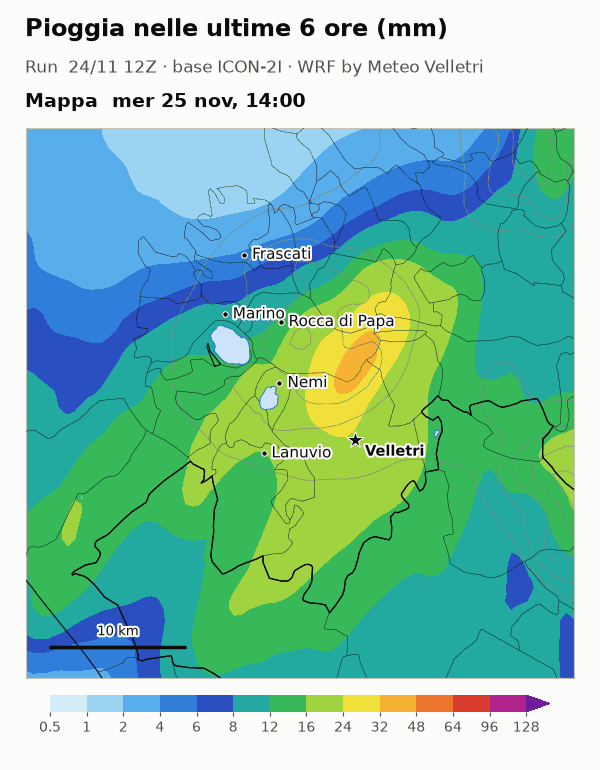 Pioggia nelle ultime 6 ore (mm)
Run  24/11 12Z · base ICON-2I · WRF by Meteo Velletri
Mappa  mer 25 nov, 14:00
Frascati
Marino
Rocca di Papa
Nemi
Velletri
Lanuvio
10 km
0.5 1 2 4 6 8 12 16 24 32 48 64 96 128